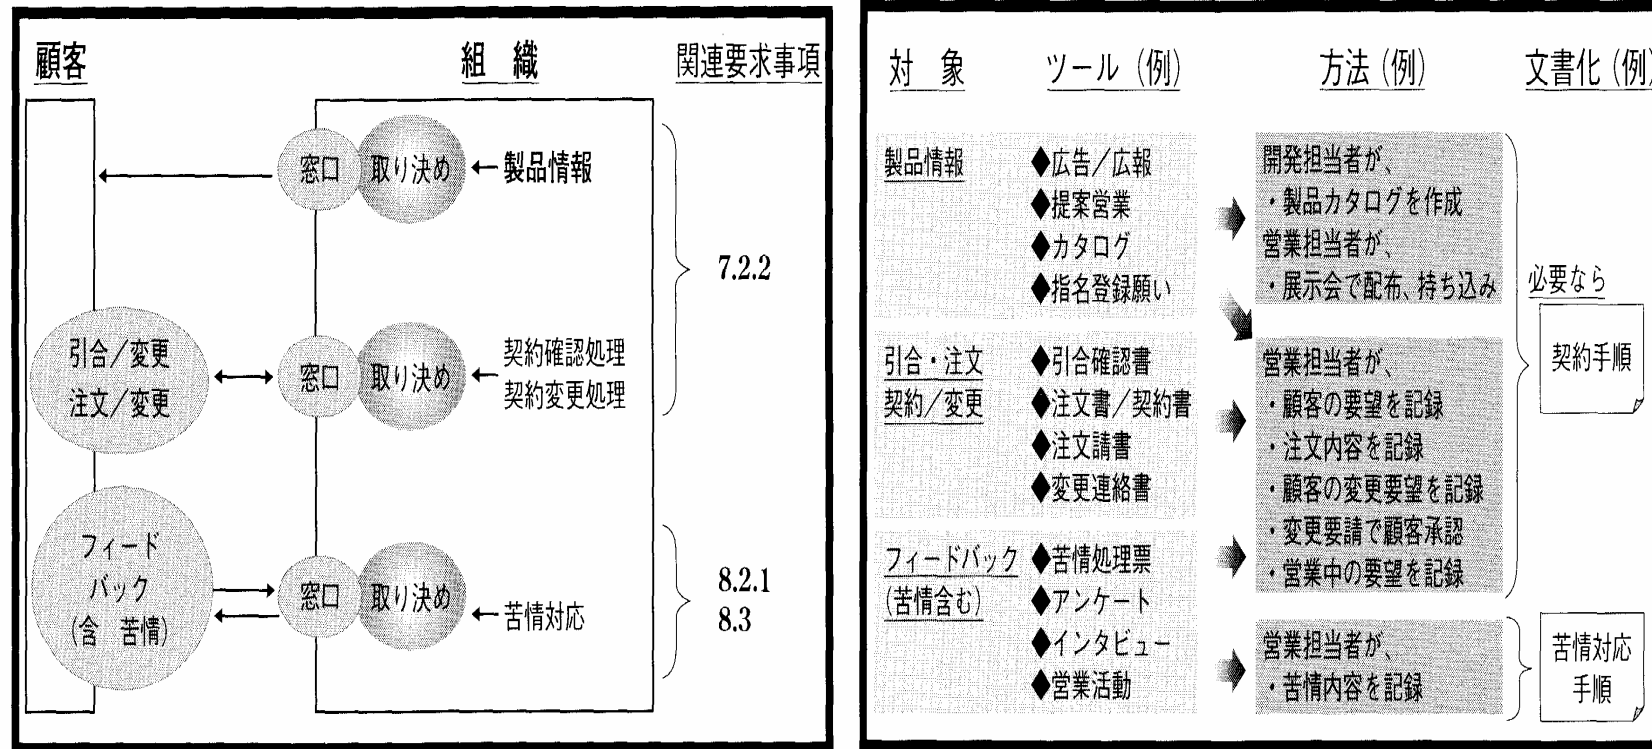 顧客
組 織
関連要求事項
窓口
取り決め
←製品情報
7.2.2
引合/変更
注文/変更
窓口
取り決め
契約確認処理
契約変更処理
フィード
バック
(含 苦情)
窓口
取り決め
苦情対応
8.2.1
8.3
対 象
ツール(例)
方法(例)
文書化(例)
製品情報
◆広告/広報
◆提案営業
◆カタログ
◆指名登録願い
開発担当者が、
・製品カタログを作成
営業担当者が、
・展示会で配布、持ち込み
引合・注文
契約/変更
◆引合確認書
◆注文書/契約書
◆注文請書
◆変更連絡書
営業担当者が、
・顧客の要望を記録
・注文内容を記録
・顧客の変更要望を記録
・変更要請で顧客承認
・営業中の要望を記録
必要なら
契約手順
フィードバック
(苦情含む)
◆苦情処理票
◆アンケート
◆インタビュー
◆営業活動
営業担当者が、
・苦情内容を記録
苦情対応
手順